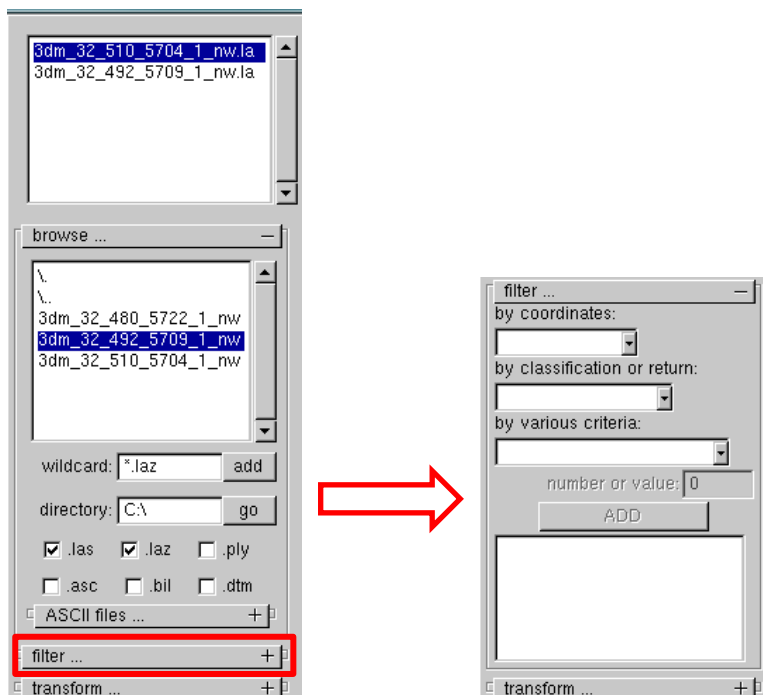 3dm_32_510_5704_1_nw.la
3dm_32_492_5709_1_nw.la
browse ...
\.
\..
3dm_32_480_5722_1_nw
3dm_32_492_5709_1_nw
3dm_32_510_5704_1_nw
wildcard: *.laz add
directory: C:\ go
.las .laz .ply
.asc .bil .dtm
ASCII files ...
filter ...
transform ...
filter ...
by coordinates:
by classification or return:
by various criteria:
number or value: 0
ADD
transform ...